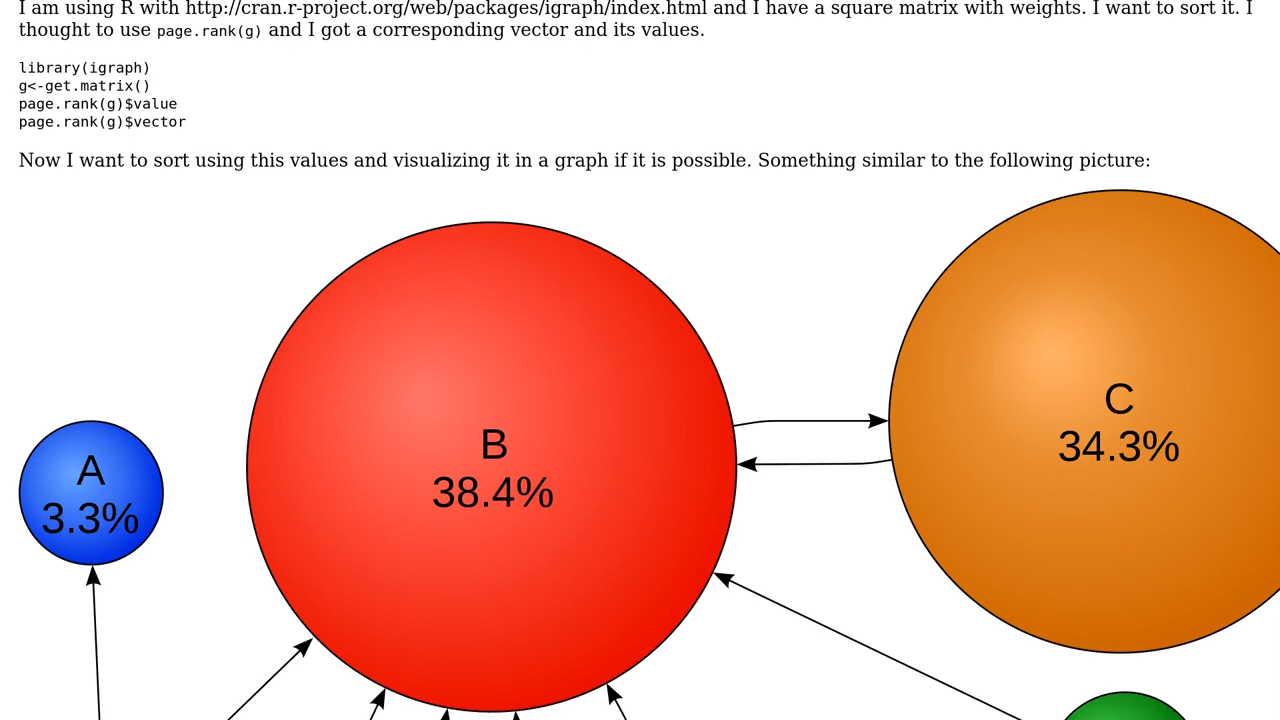 I am using R with http://cran.r-project.org/web/packages/igraph/index.html and I have a square matrix with weights. I want to sort it. I
thought to use page.rank(g) and I got a corresponding vector and its values.
library(igraph)
g<-get.matrix()
page.rank(g)$value
page.rank(g)$vector
Now I want to sort using this values and visualizing it in a graph if it is possible. Something similar to the following picture:
A
3.3%
B
38.4%
C
34.3%